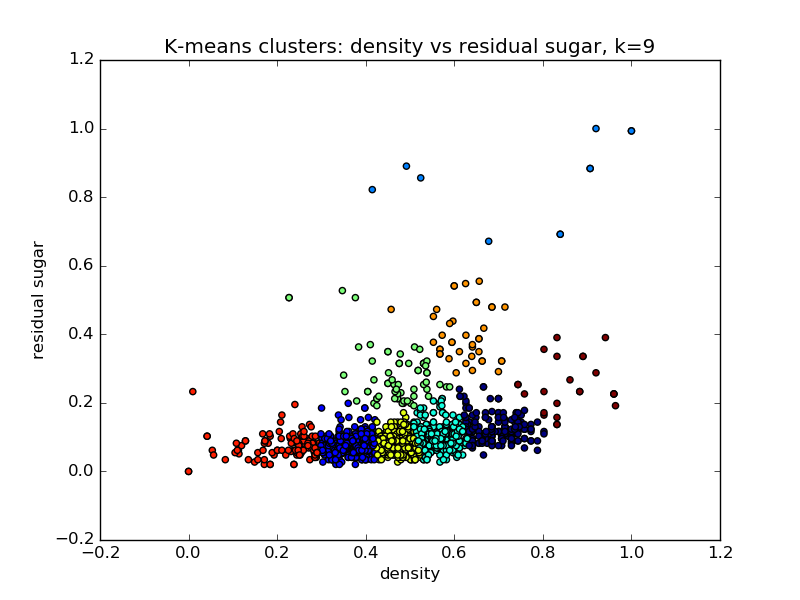 K-means clusters: density vs residual sugar, k=9
1.2
1.0
0.8
0.6
0.4
0.2
0.0
−0.2
residual sugar
−0.2 0.0 0.2 0.4 0.6 0.8 1.0 1.2
density